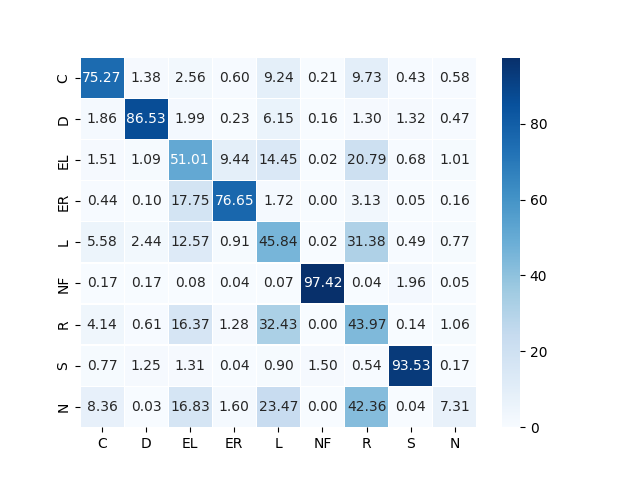 C 75.27 1.38 2.56 0.60 9.24 0.21 9.73 0.43 0.58
D 1.86 86.53 1.99 0.23 6.15 0.16 1.30 1.32 0.47
EL 1.51 1.09 51.01 9.44 14.45 0.02 20.79 0.68 1.01
ER 0.44 0.10 17.75 76.65 1.72 0.00 3.13 0.05 0.16
L 5.58 2.44 12.57 0.91 45.84 0.02 31.38 0.49 0.77
NF 0.17 0.17 0.08 0.04 0.07 97.42 0.04 1.96 0.05
R 4.14 0.61 16.37 1.28 32.43 0.00 43.97 0.14 1.06
S 0.77 1.25 1.31 0.04 0.90 1.50 0.54 93.53 0.17
N 8.36 0.03 16.83 1.60 23.47 0.00 42.36 0.04 7.31
C D EL ER L NF R S N
80
60
40
20
0